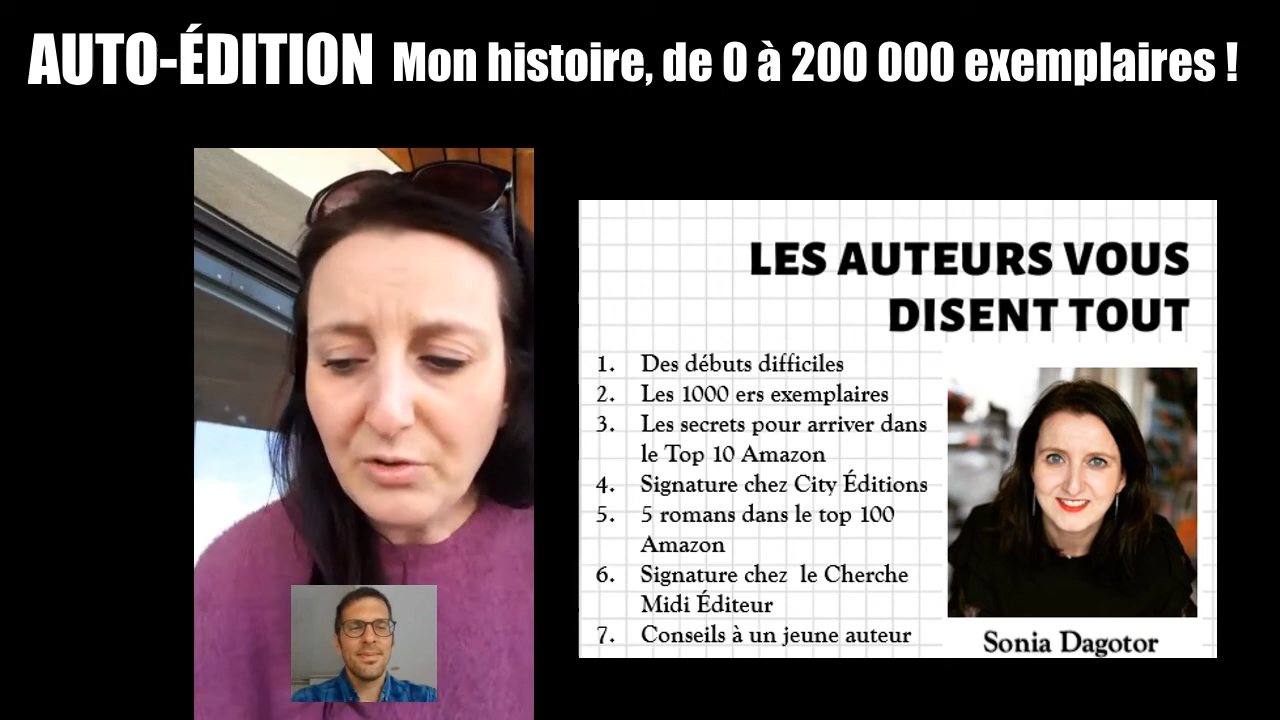 AUTO-ÉDITION Mon histoire, de 0 à 200 000 exemplaires !
LES AUTEURS VOUS
DISENT TOUT
1. Des débuts difficiles
2. Les 1000 ers exemplaires
3. Les secrets pour arriver dans
le Top 10 Amazon
4. Signature chez City Éditions
5. 5 romans dans le top 100
Amazon
6. Signature chez le Cherche
Midi Éditeur
7. Conseils à un jeune auteur
Sonia Dagotor